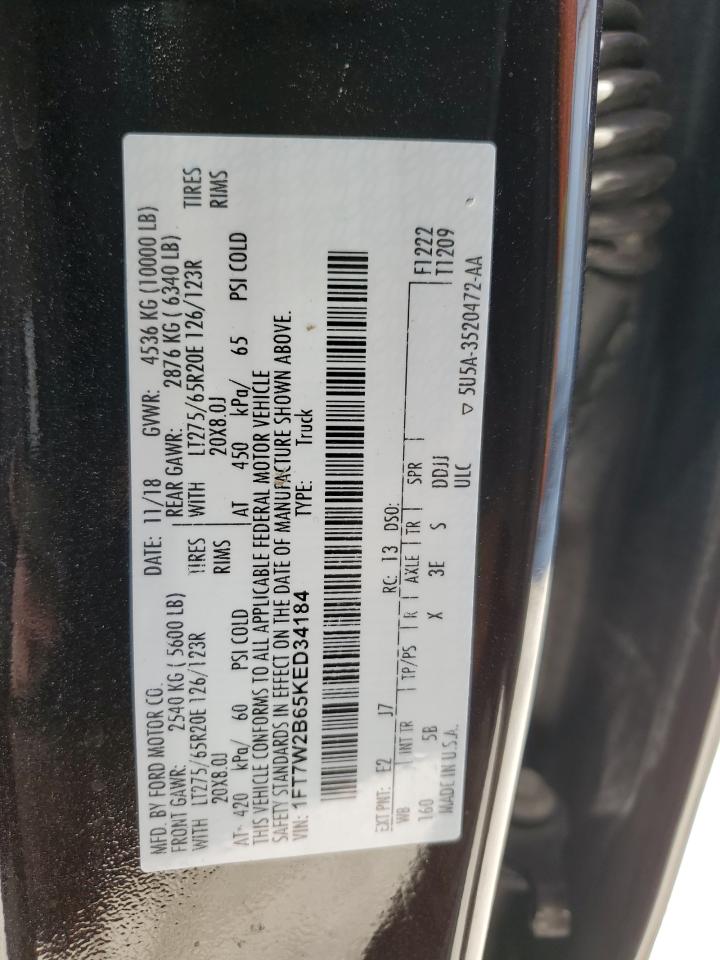 MFD. BY FORD MOTOR CO. DATE: 11/18 GVWR: 4536 KG (10000 LB)
FRONT GAWR: 2540 KG ( 5600 LB) REAR GAWR: 2876 KG ( 6340 LB)
WITH LT275/65R20E 126/123R TIRES WITH LT275/65R20E 126/123R TIRES
20X8.0J RIMS 20X8.0J RIMS
AT 420 kPa/ 60 PSI COLD AT 450 kPa/ 65 PSI COLD
THIS VEHICLE CONFORMS TO ALL APPLICABLE FEDERAL MOTOR VEHICLE
SAFETY STANDARDS IN EFFECT ON THE DATE OF MANUFACTURE SHOWN ABOVE.
VIN: 1FT7W2B65KED34184 TYPE: Truck
F1222
T1209
EXT PNT: E2 J7 RC: 13 DSO:
WB INT TR TP/PS R AXLE TR SPR
160 5B X 3E S DDJJ
ULC
MADE IN U.S.A. ▽ 5U5A-3520472-AA